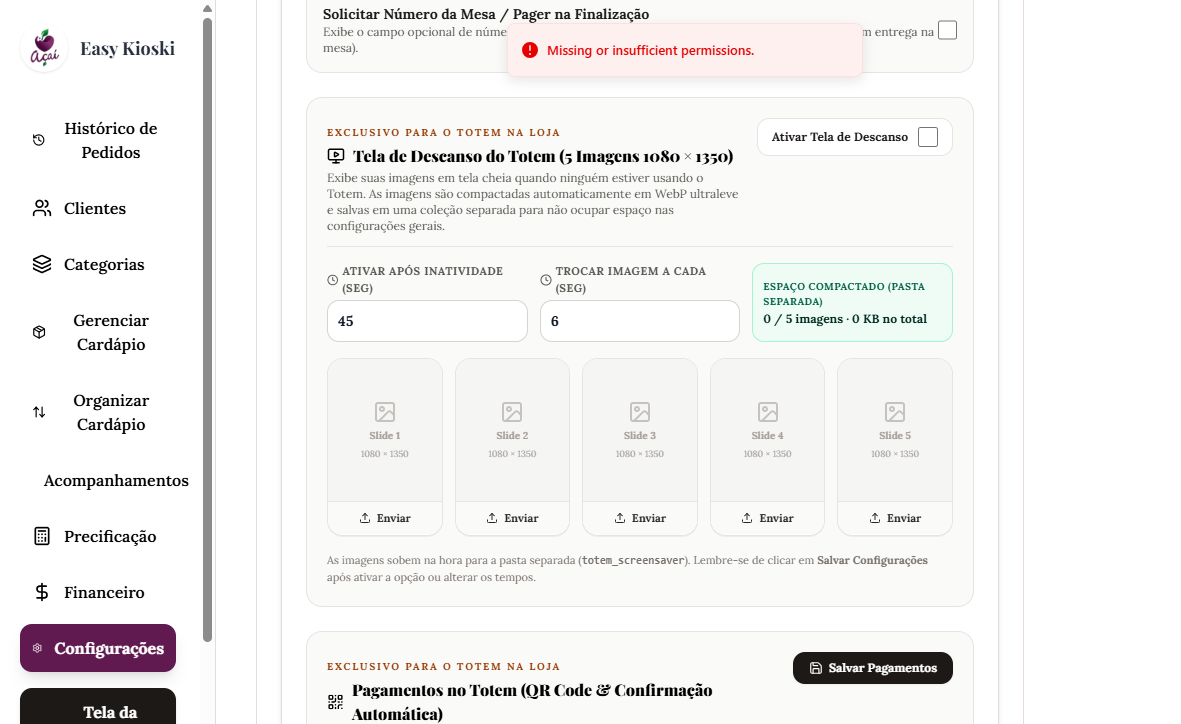 Açaí
Easy Kioski
Histórico de
Pedidos
Clientes
Categorias
Gerenciar
Cardápio
Organizar
Cardápio
Acompanhamentos
Precificação
Financeiro
Configurações
Tela da
Solicitar Número da Mesa / Pager na Finalização
Exibe o campo opcional de núme
m entrega na
mesa).
Missing or insufficient permissions.
EXCLUSIVO PARA O TOTEM NA LOJA
Tela de Descanso do Totem (5 Imagens 1080 × 1350)
Exibe suas imagens em tela cheia quando ninguém estiver usando o
Totem. As imagens são compactadas automaticamente em WebP ultraleve
e salvas em uma coleção separada para não ocupar espaço nas
configurações gerais.
Ativar Tela de Descanso
ATIVAR APÓS INATIVIDADE
(SEG)
45
TROCAR IMAGEM A CADA
(SEG)
6
ESPAÇO COMPACTADO (PASTA
SEPARADA)
0 / 5 imagens · 0 KB no total
Slide 1
1080 × 1350
Enviar
Slide 2
1080 × 1350
Enviar
Slide 3
1080 × 1350
Enviar
Slide 4
1080 × 1350
Enviar
Slide 5
1080 × 1350
Enviar
As imagens sobem na hora para a pasta separada (totem_screensaver). Lembre-se de clicar em Salvar Configurações
após ativar a opção ou alterar os tempos.
EXCLUSIVO PARA O TOTEM NA LOJA
Pagamentos no Totem (QR Code & Confirmação
Automática)
Salvar Pagamentos